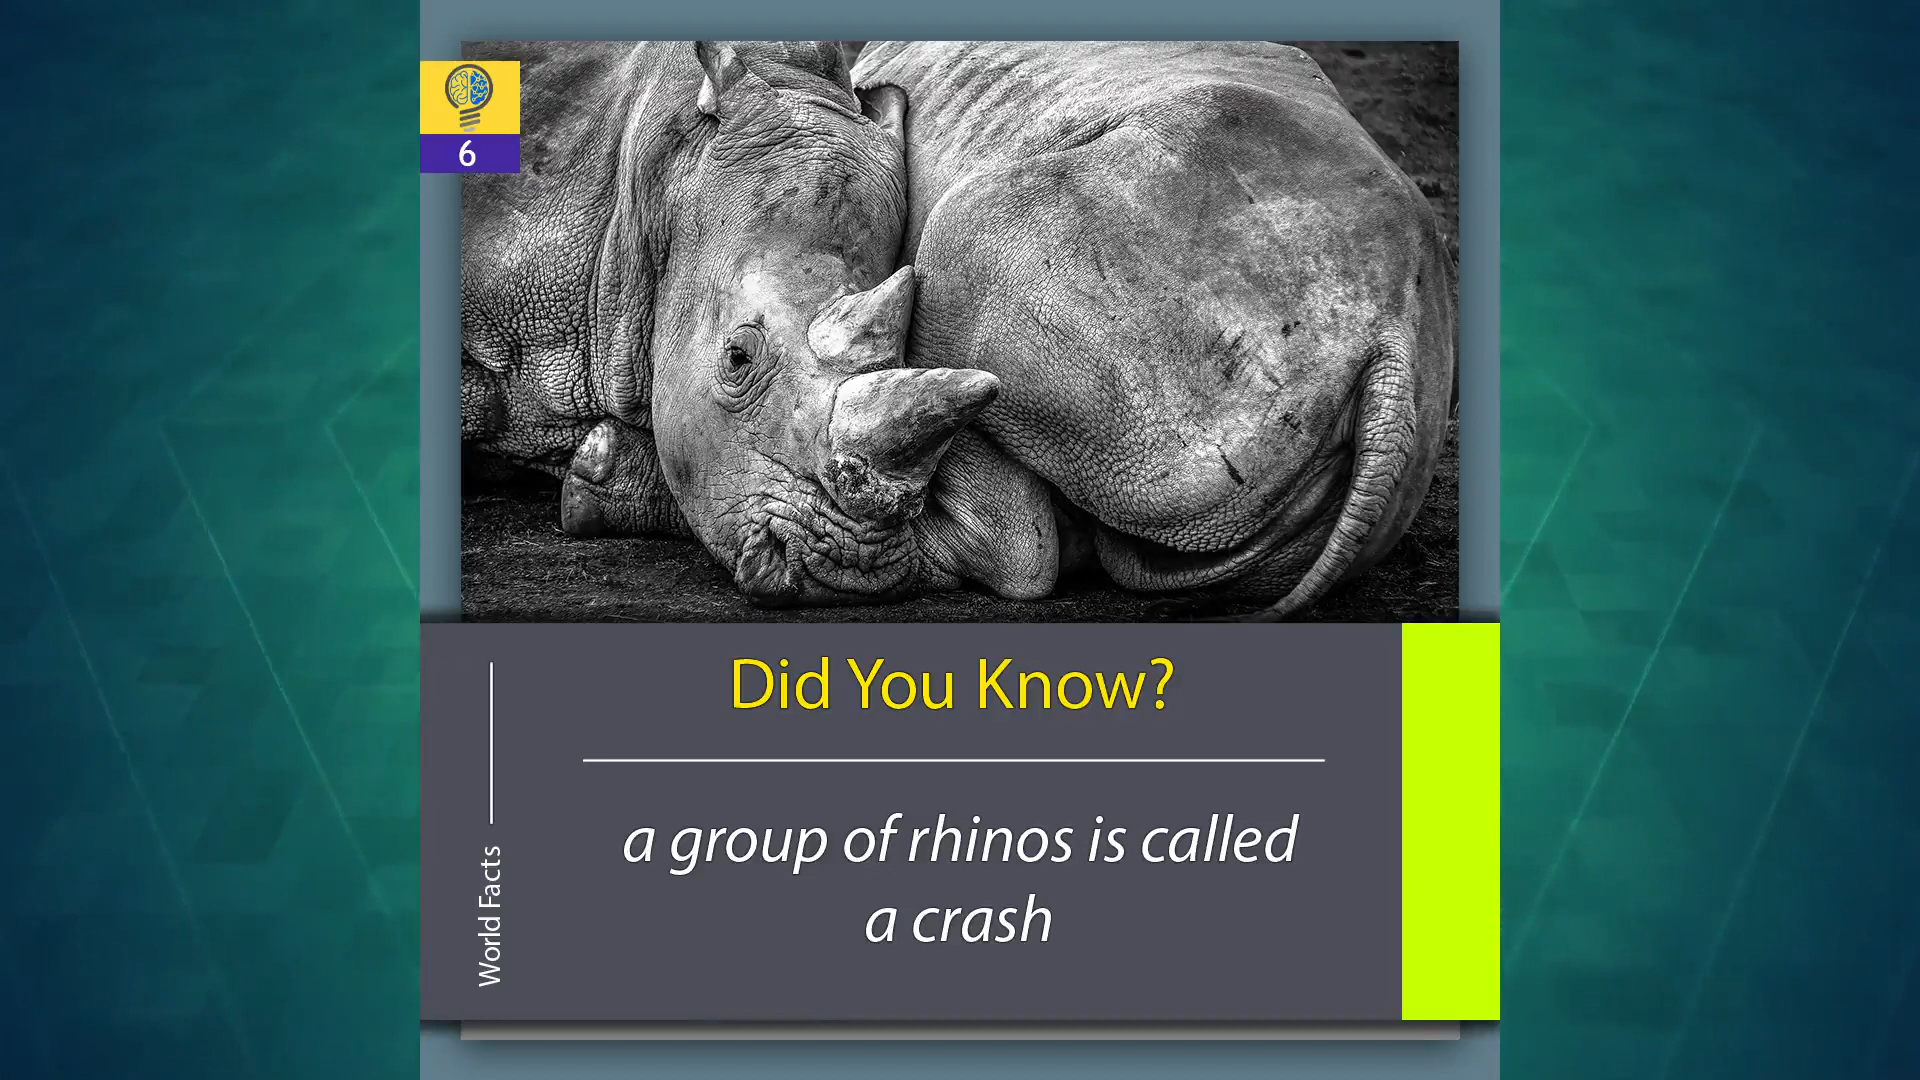 6
Did You Know?
a group of rhinos is called
a crash
World Facts